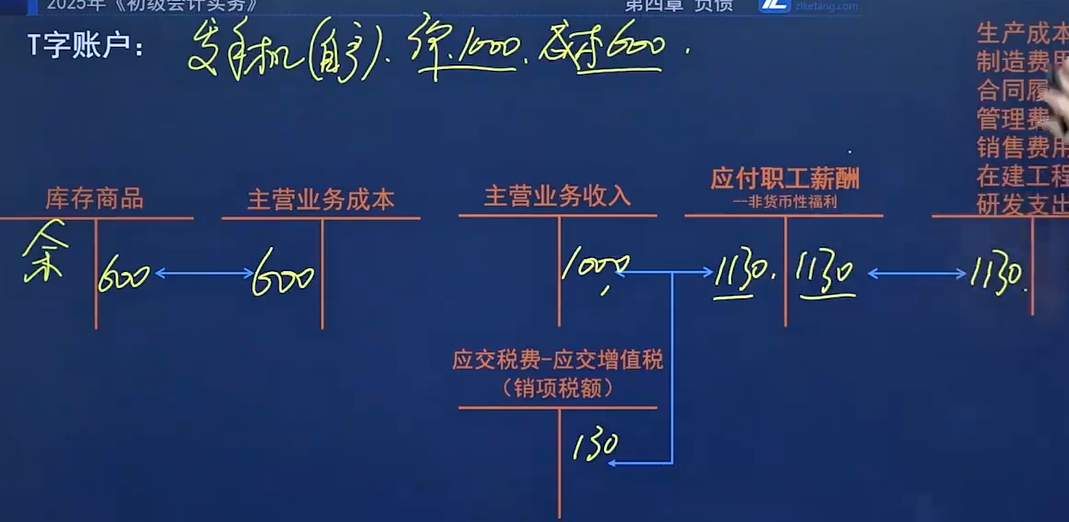 2025年《初级会计实务》
第四章 负债
zlketang.com
T字账户：
发手机(自产).价1000.成本600.
生产成本
制造费用
合同履
管理费
销售费用
在建工程
研发支出
库存商品
主营业务成本
主营业务收入
应付职工薪酬
—非货币性福利
余
600
600
1000
1130.
1130
1130.
应交税费-应交增值税
（销项税额）
130